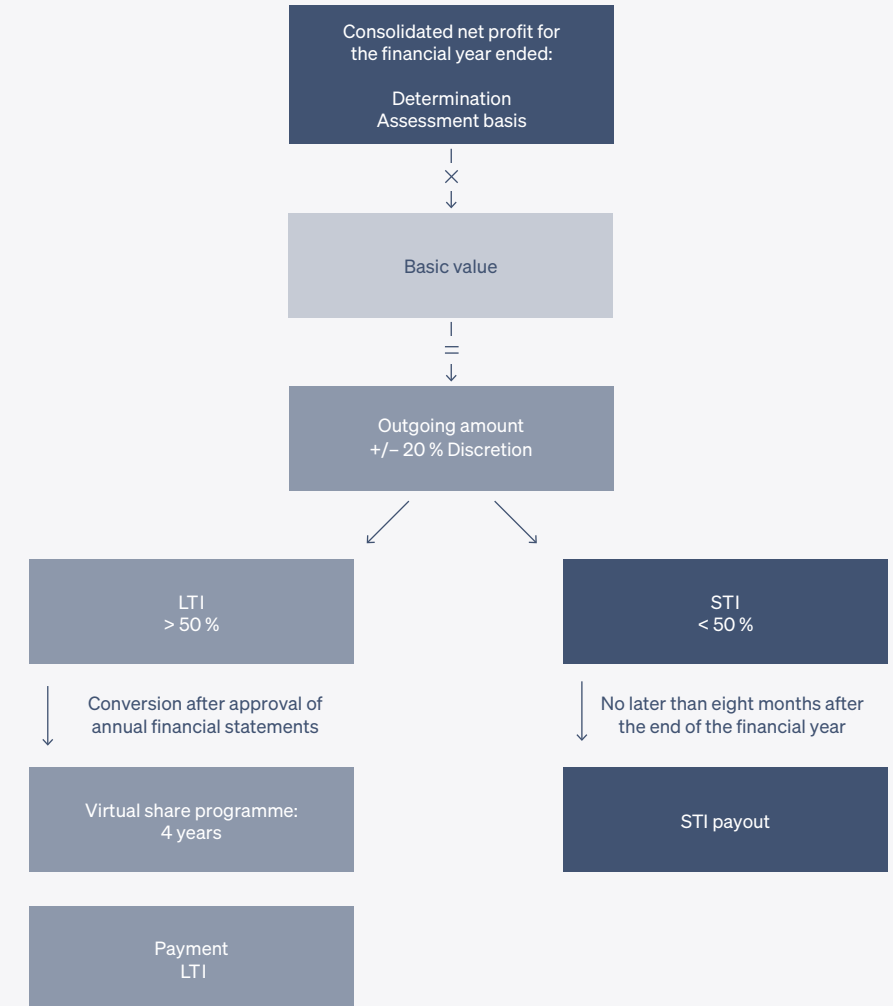 Consolidated net profit for
the financial year ended:
Determination
Assessment basis
×
Basic value
=
Outgoing amount
+/– 20 % Discretion
LTI
> 50 %
STI
< 50 %
Conversion after approval of
annual financial statements
No later than eight months after
the end of the financial year
Virtual share programme:
4 years
STI payout
Payment
LTI